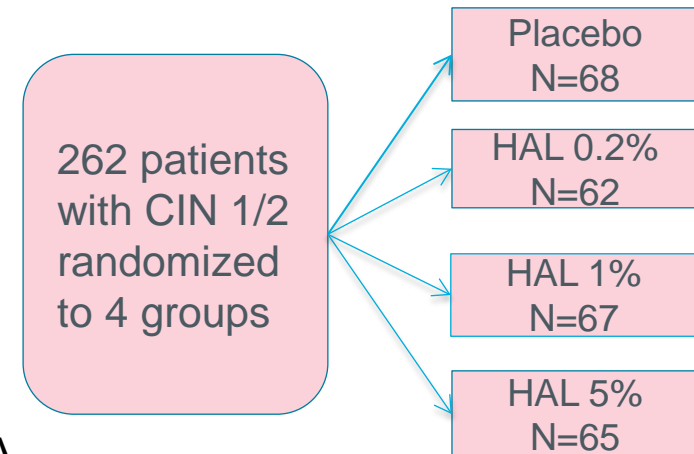 262 patients
with CIN 1/2
randomized
to 4 groups
Placebo
N=68
HAL 0.2%
N=62
HAL 1%
N=67
HAL 5%
N=65